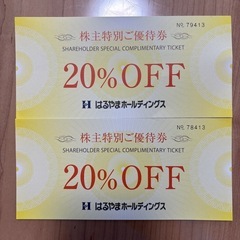 № 79413
株主特別ご優待券
SHAREHOLDER SPECIAL COMPLIMENTARY TICKET
20%OFF
はるやまホールディングス
№ 78413
株主特別ご優待券
SHAREHOLDER SPECIAL COMPLIMENTARY TICKET
20%OFF
はるやまホールディングス